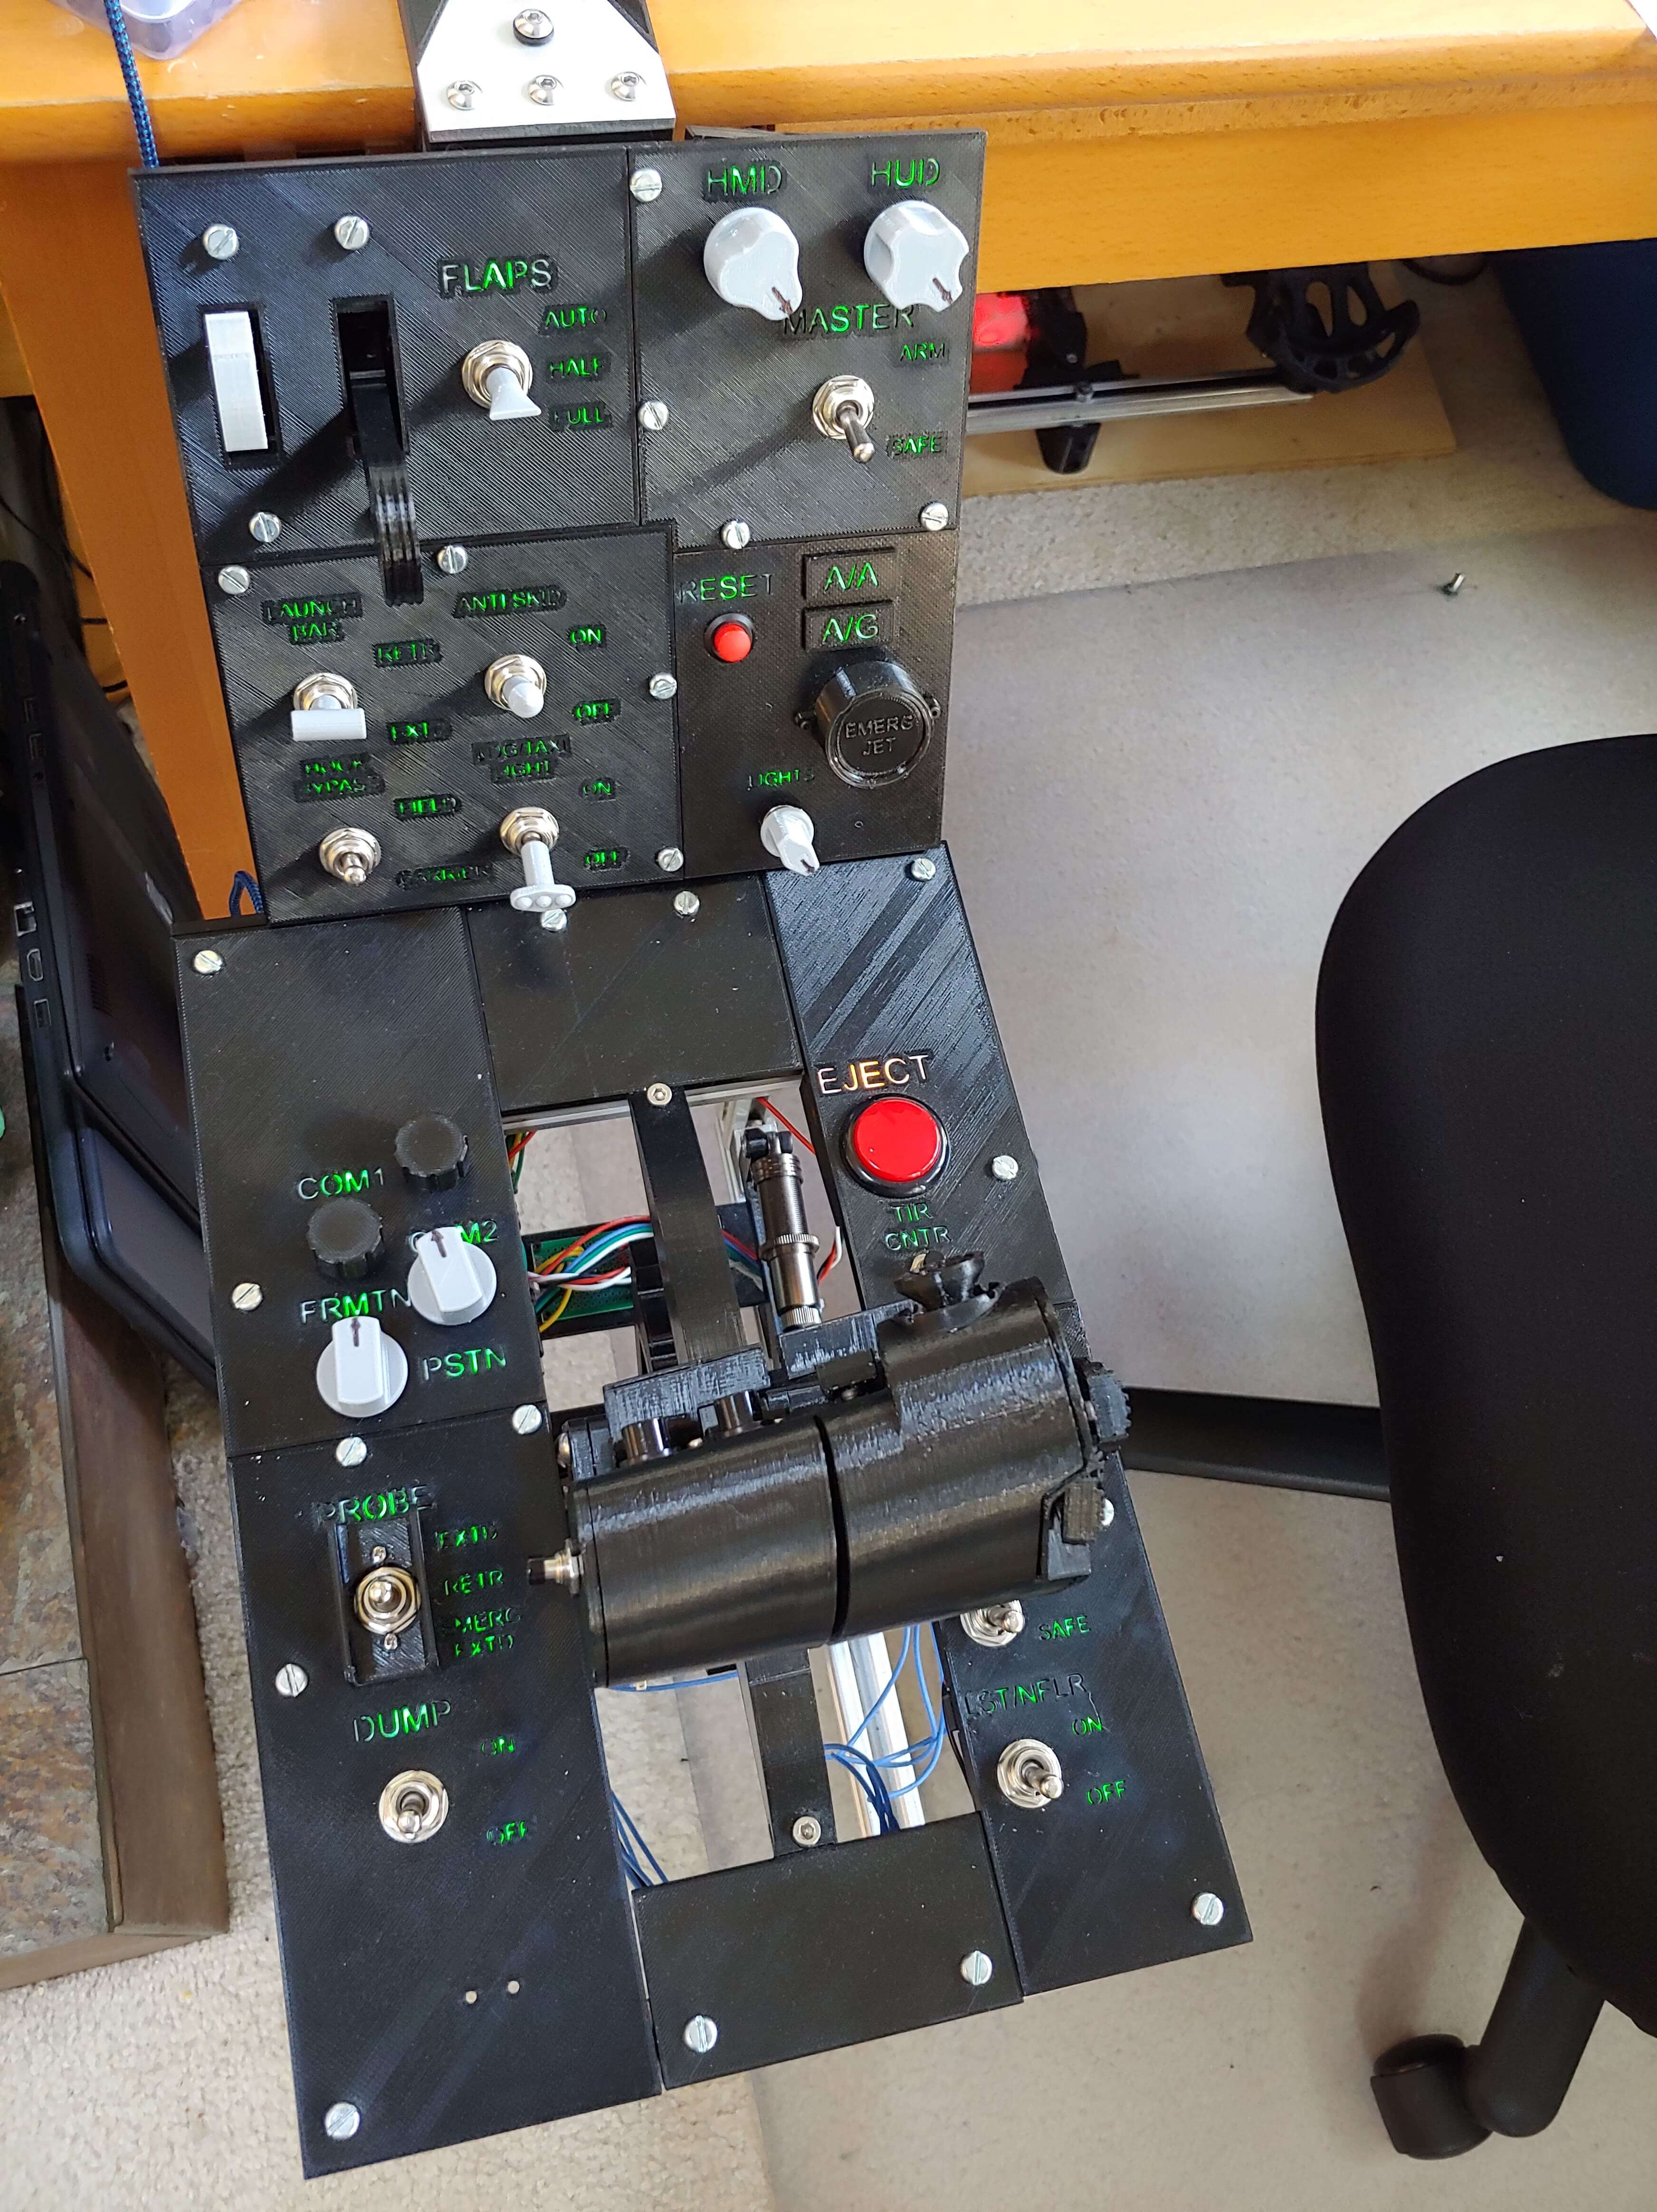 HMD
HUD
FLAPS
AUTO
HALF
FULL
MASTER
ARM
SAFE
LAUNCH
BAR
RETR
EXT
ANTI SKID
ON
OFF
HOOK
BYPASS
FIELD
CARRIER
LDG/TAXI
LIGHT
ON
OFF
RESET
A/A
A/G
EMERG
JET
LIGHTS
EJECT
TIR
CNTR
COM1
COM2
FRMTN
PSTN
PROBE
EXTD
RETR
EMERG
EXTD
DUMP
ON
OFF
SAFE
LST/NFLR
ON
OFF